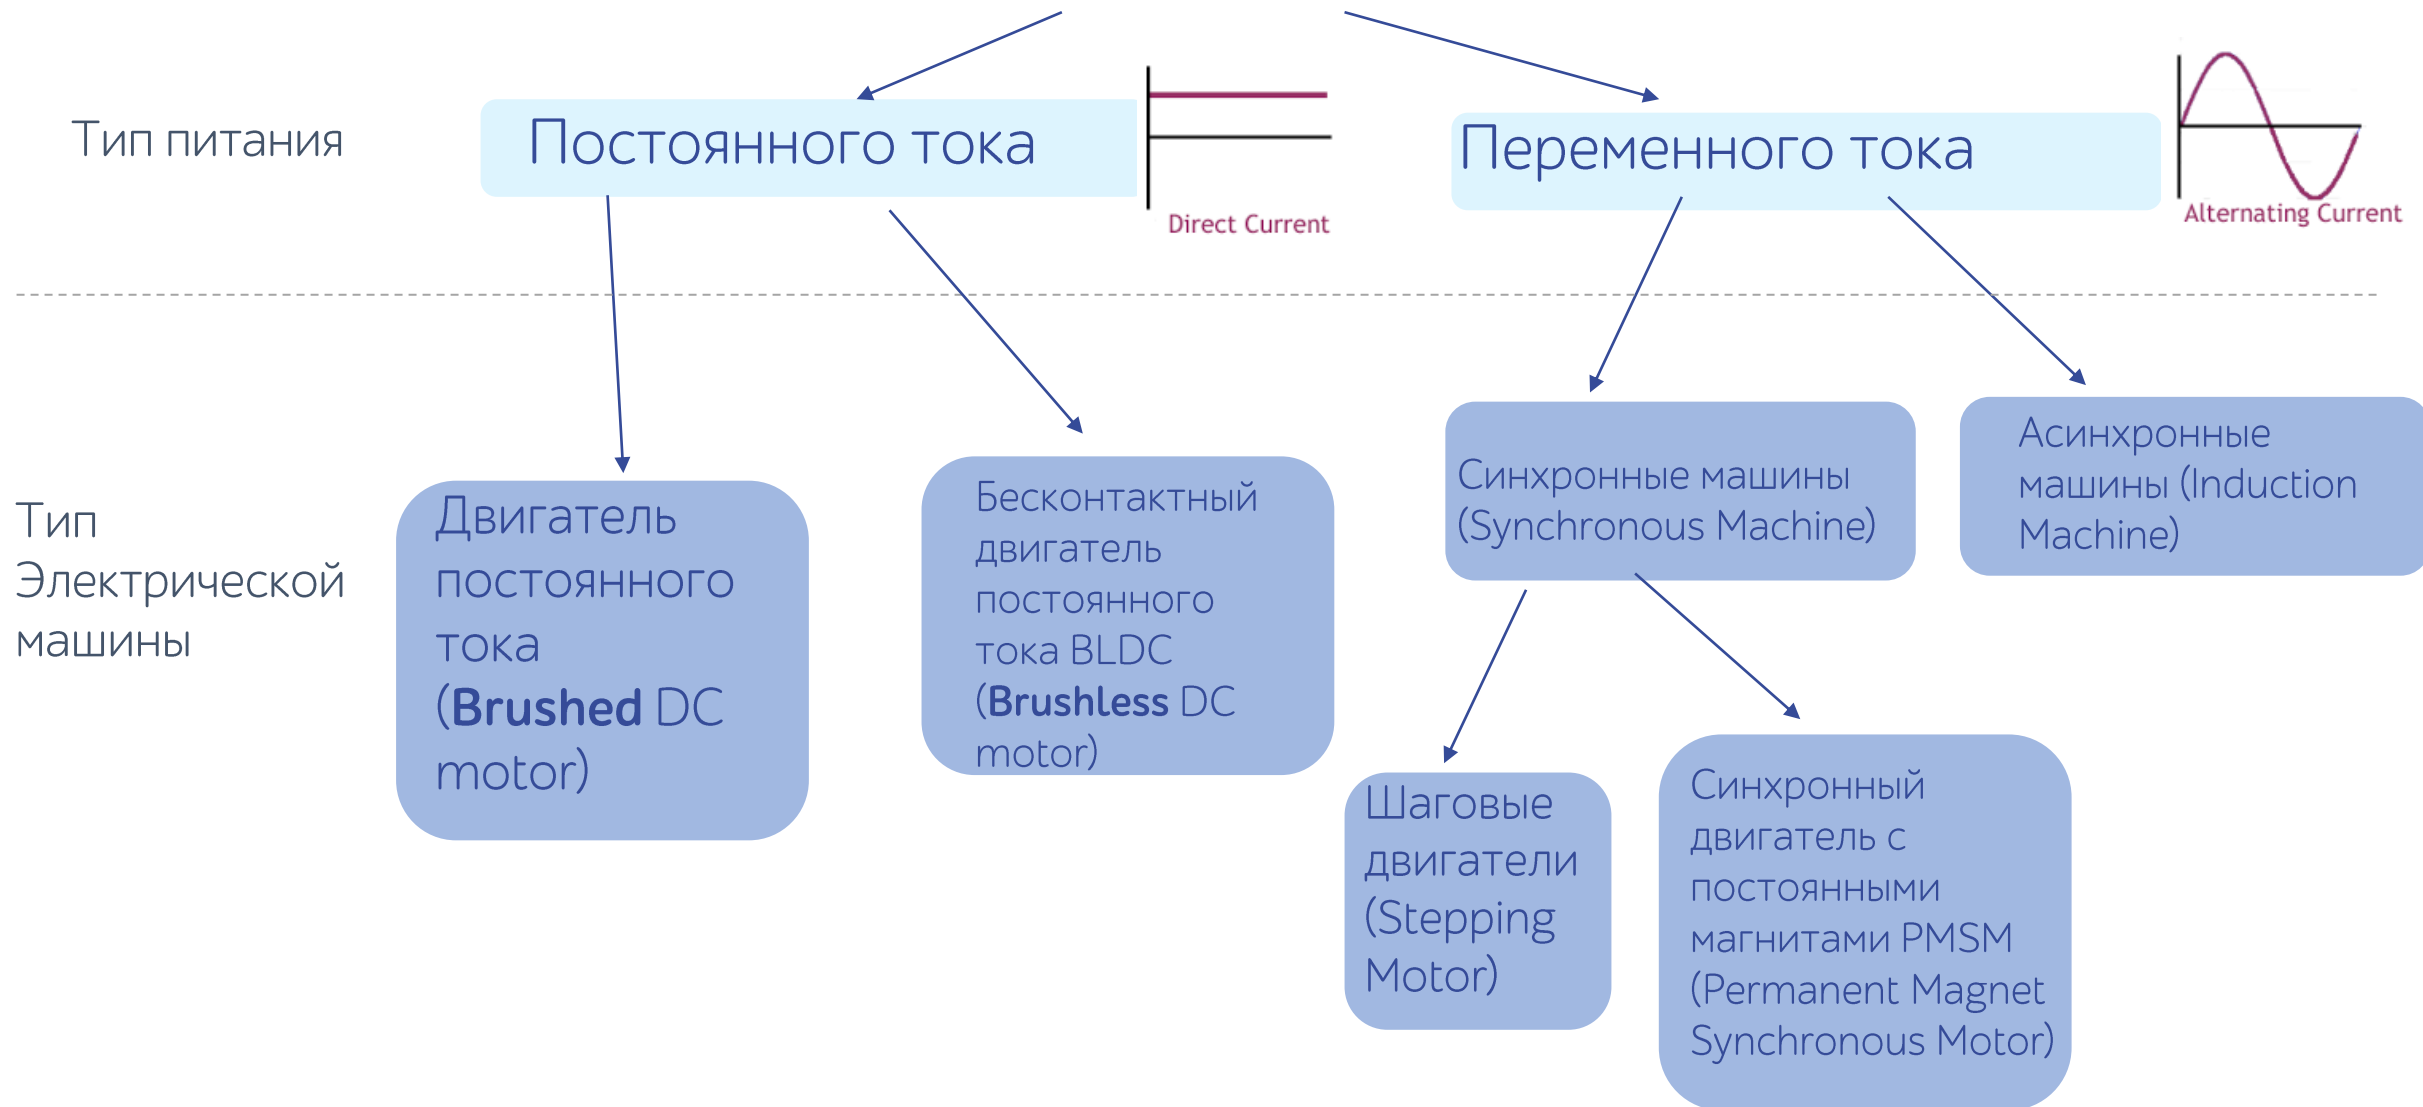 Тип питания
Постоянного тока
Direct Current
Переменного тока
Alternating Current
Тип
Электрической
машины
Двигатель
постоянного
тока
(Brushed DC
motor)
Бесконтактный
двигатель
постоянного
тока BLDC
(Brushless DC
motor)
Синхронные машины
(Synchronous Machine)
Асинхронные
машины (Induction
Machine)
Шаговые
двигатели
(Stepping
Motor)
Синхронный
двигатель с
постоянными
магнитами PMSM
(Permanent Magnet
Synchronous Motor)